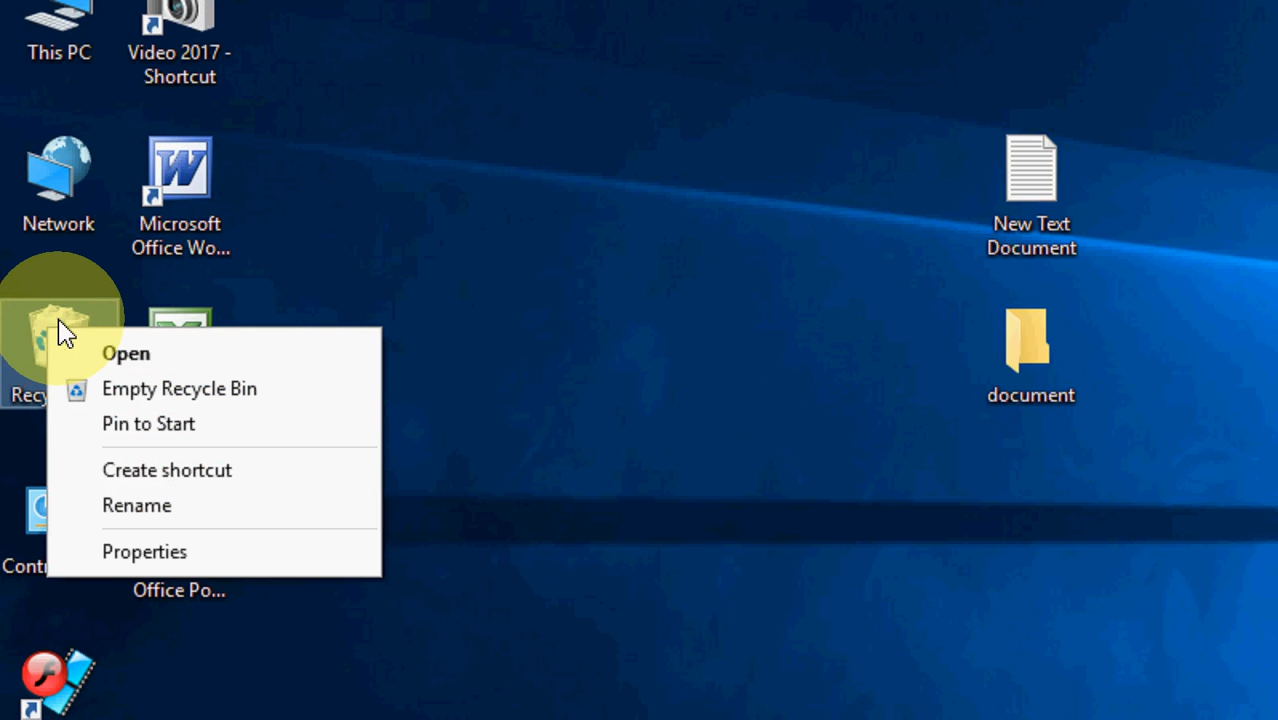 This PC
Video 2017 -
Shortcut
Network
Microsoft
Office Wo...
New Text
Document
document
Open
Empty Recycle Bin
Pin to Start
Create shortcut
Rename
Properties
Office Po...